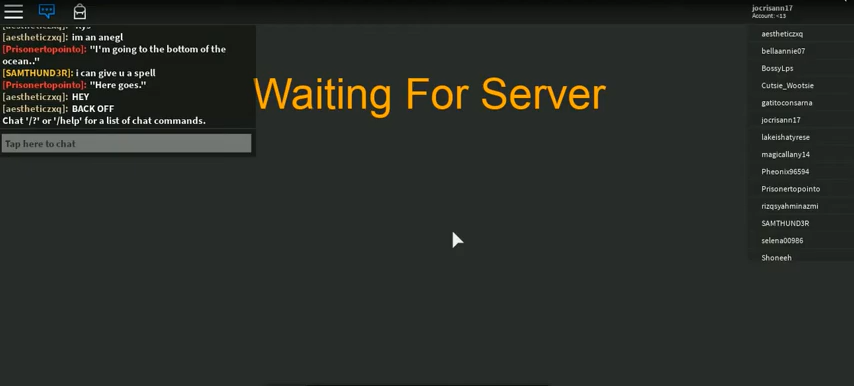 [aestheticzxq]: im an anegl
[Prisonertopointo]: "I'm going to the bottom of the
ocean.."
[SAMTHUND3R]: i can give u a spell
[Prisonertopointo]: "Here goes."
[aestheticzxq]: HEY
[aestheticzxq]: BACK OFF
Chat '/?' or '/help' for a list of chat commands.
Tap here to chat
Waiting For Server
jocrisann17
Account: <13
aestheticzxq
bellaannie07
BossyLps
Cutsie_Wootsie
gatitoconsarna
jocrisann17
lakeishatyrese
magicallany14
Pheonix96594
Prisonertopointo
rizqsyahminazmi
SAMTHUND3R
selena00986
Shoneeh